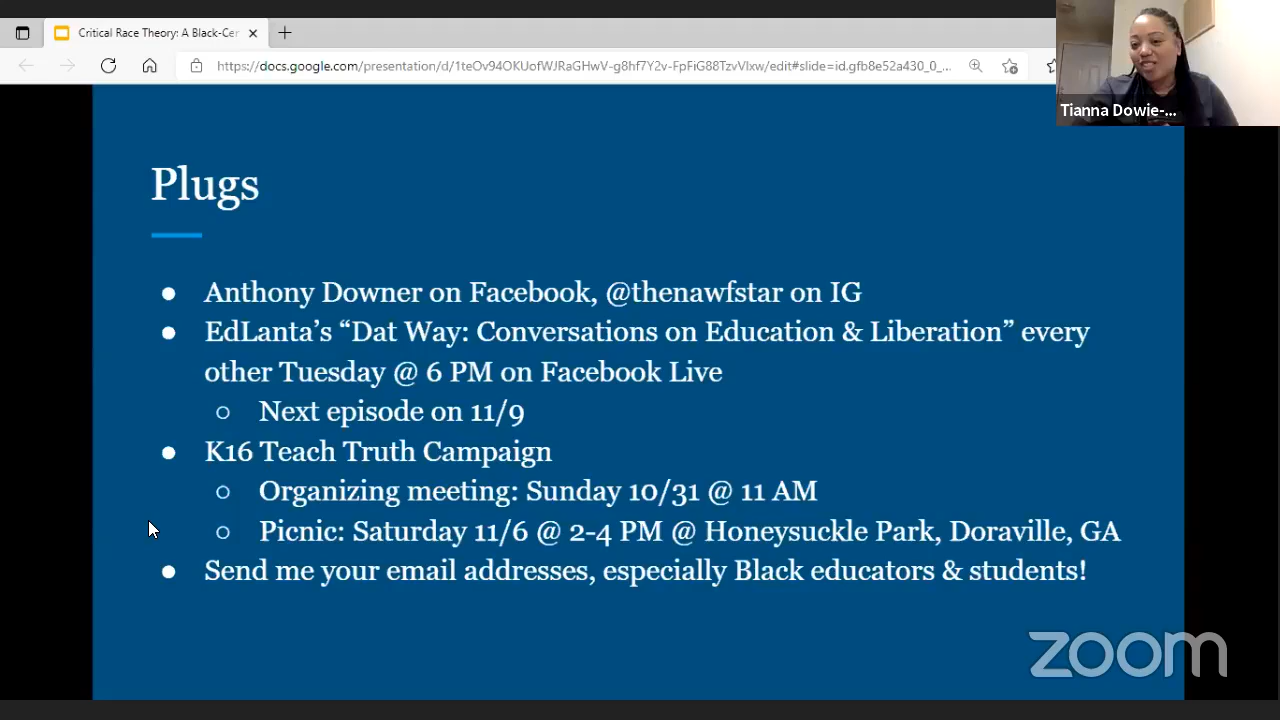 Critical Race Theory: A Black-Cer
https://docs.google.com/presentation/d/1teOv94OKUofWJRaGHwV-g8hf7Y2v-FpFiG88TzvVlxw/edit#slide=id.gfb8e52a430_0_...
Tianna Dowie-...
Plugs
● Anthony Downer on Facebook, @thenawfstar on IG
● EdLanta’s “Dat Way: Conversations on Education & Liberation” every
other Tuesday @ 6 PM on Facebook Live
○ Next episode on 11/9
● K16 Teach Truth Campaign
○ Organizing meeting: Sunday 10/31 @ 11 AM
○ Picnic: Saturday 11/6 @ 2-4 PM @ Honeysuckle Park, Doraville, GA
● Send me your email addresses, especially Black educators & students!
zoom